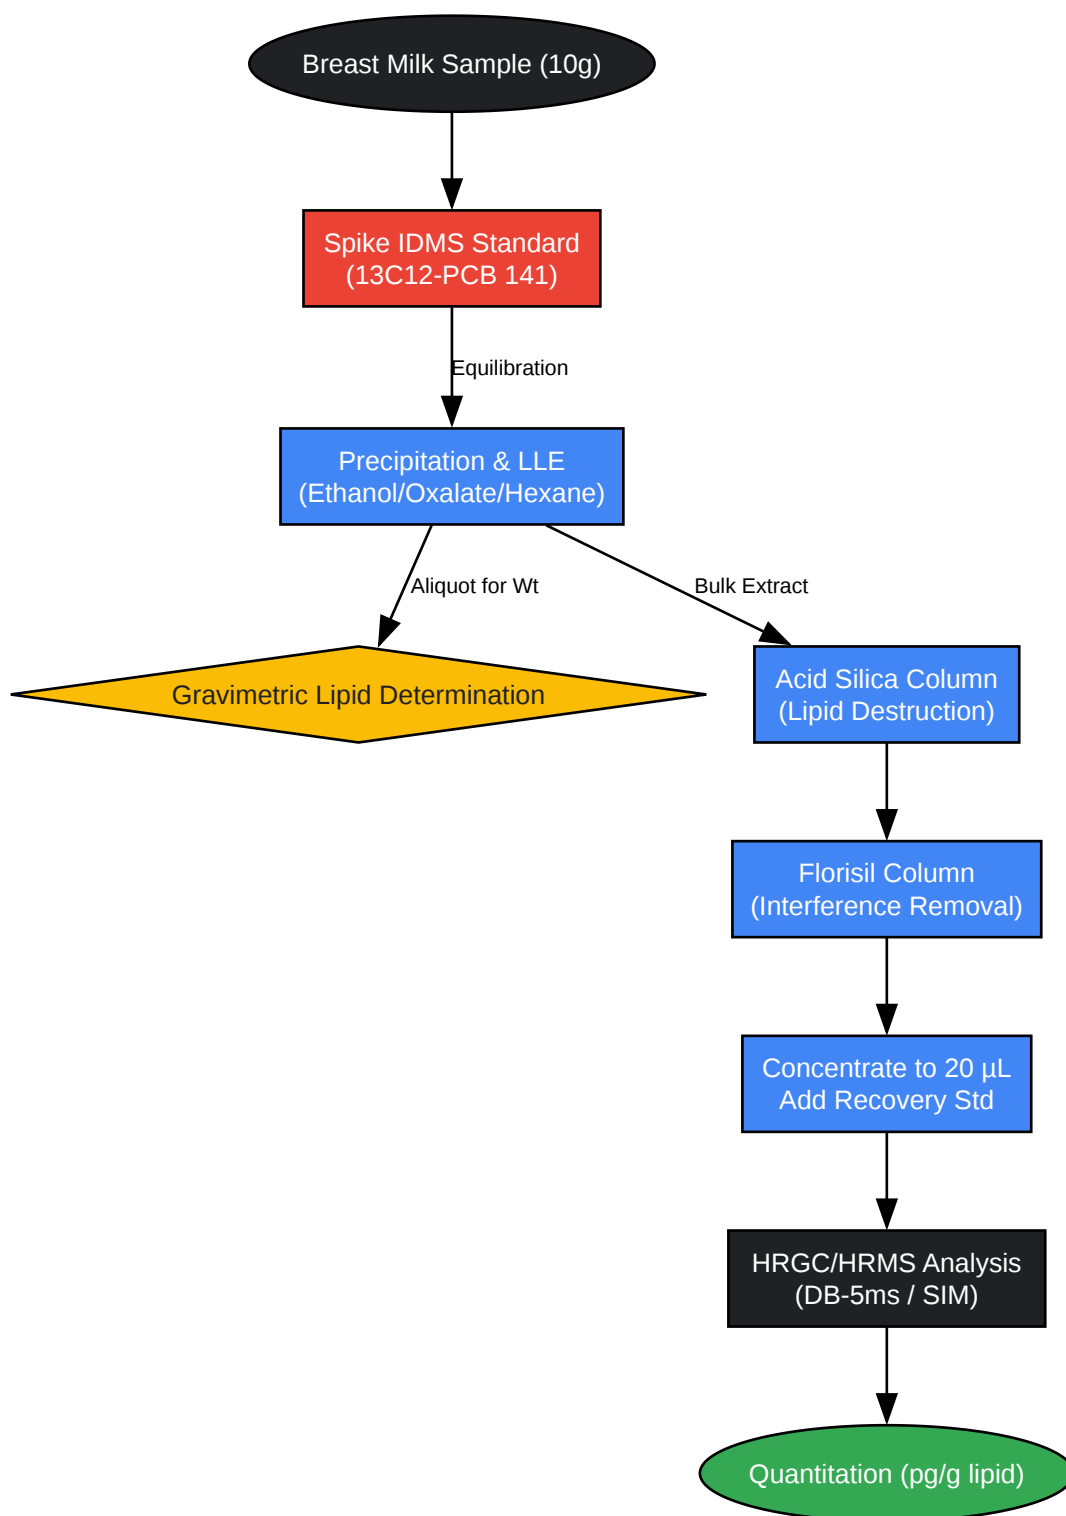 Breast Milk Sample (10g)
Spike IDMS Standard
(13C12-PCB 141)
Equilibration
Precipitation & LLE
(Ethanol/Oxalate/Hexane)
Aliquot for Wt
Bulk Extract
Gravimetric Lipid Determination
Acid Silica Column
(Lipid Destruction)
Florisil Column
(Interference Removal)
Concentrate to 20 µL
Add Recovery Std
HRGC/HRMS Analysis
(DB-5ms / SIM)
Quantitation (pg/g lipid)